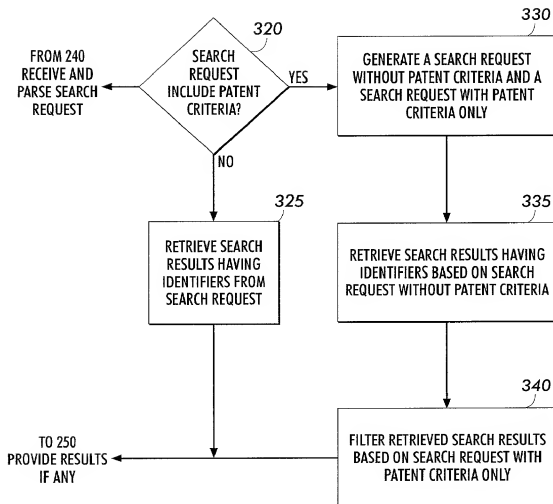 320
330
FROM 240
RECEIVE AND
PARSE SEARCH
REQUEST
SEARCH
REQUEST
INCLUDE PATENT
CRITERIA?
YES
GENERATE A SEARCH REQUEST
WITHOUT PATENT CRITERIA AND A
SEARCH REQUEST WITH PATENT
CRITERIA ONLY
NO
325
335
RETRIEVE SEARCH
RESULTS HAVING
IDENTIFIERS FROM
SEARCH REQUEST
RETRIEVE SEARCH RESULTS HAVING
IDENTIFIERS BASED ON SEARCH
REQUEST WITHOUT PATENT CRITERIA
340
TO 250
PROVIDE RESULTS
IF ANY
FILTER RETRIEVED SEARCH RESULTS
BASED ON SEARCH REQUEST WITH
PATENT CRITERIA ONLY